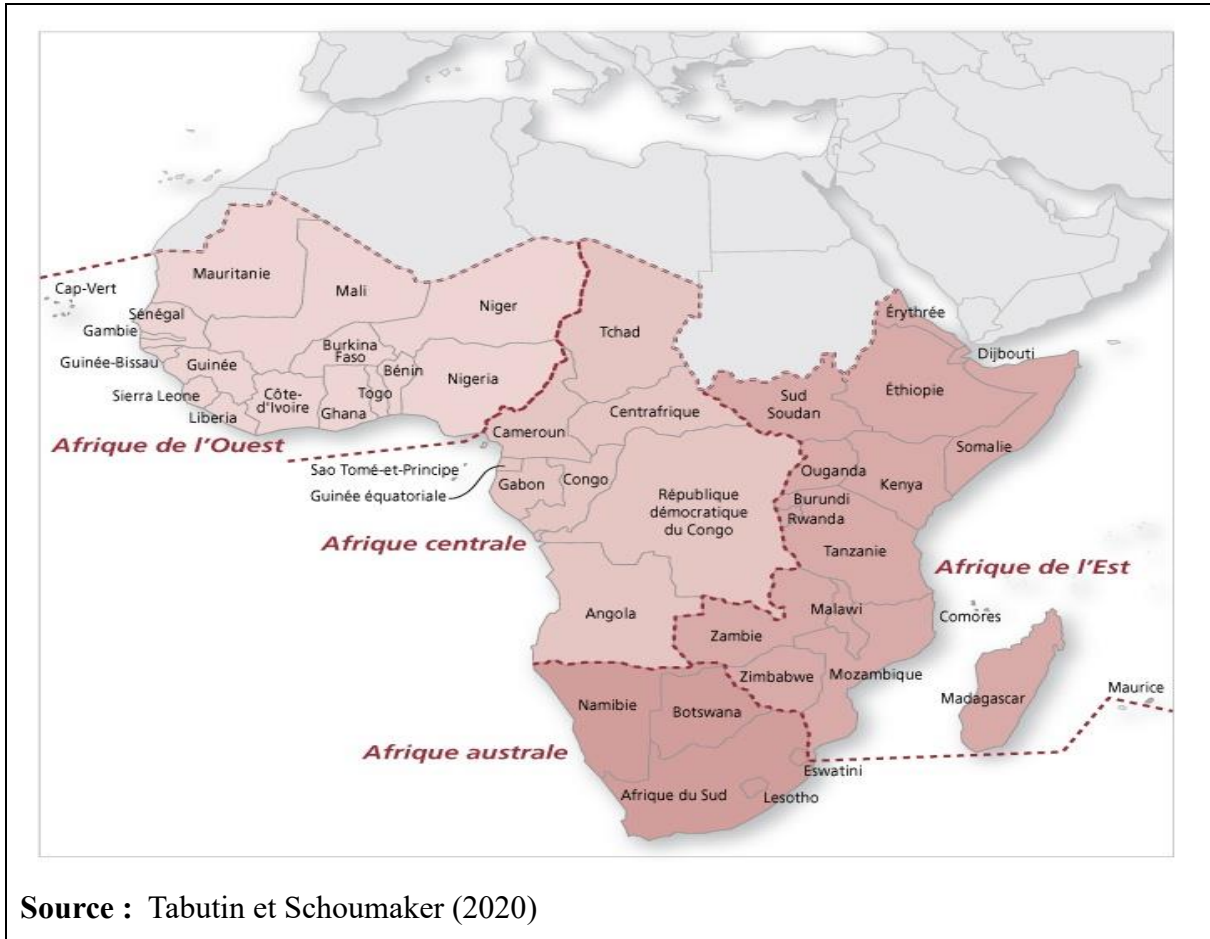 Cap-Vert
Mauritanie
Mali
Niger
Tchad
Érythrée
Sénégal
Gambie
Burkina
Faso
Djibouti
Guinée-Bissau
Guinée
Bénin
Nigeria
Sud
Soudan
Éthiopie
Sierra Leone
Côte-
d'Ivoire
Togo
Liberia
Ghana
Centrafrique
Cameroun
Somalie
Afrique de l'Ouest
Sao Tomé-et-Principe
Guinée équatoriale
Gabon
Congo
Ouganda
Kenya
République
démocratique
du Congo
Burundi
Rwanda
Afrique centrale
Tanzanie
Afrique de l'Est
Angola
Malawi
Comores
Zambie
Zimbabwe
Mozambique
Madagascar
Maurice
Namibie
Botswana
Afrique australe
Eswatini
Afrique du Sud
Lesotho
Source : Tabutin et Schoumaker (2020)